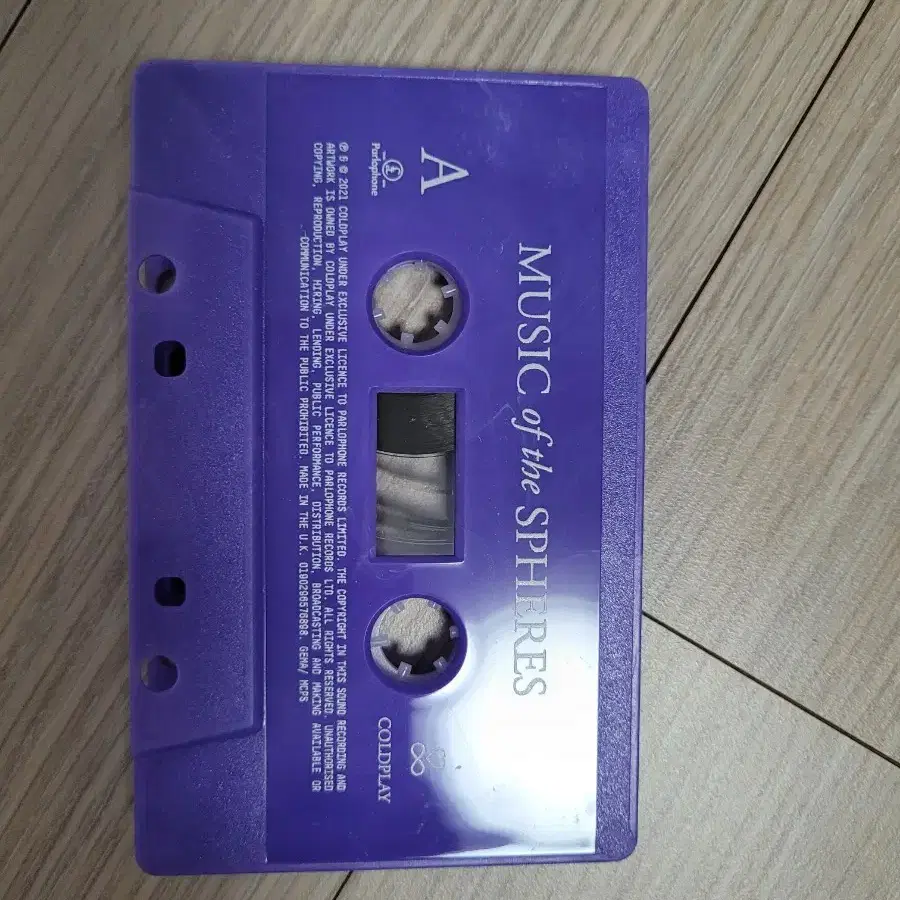 MUSIC of the SPHERES
A
£
Parlophone
COLDPLAY
℗ & © 2021 COLDPLAY UNDER EXCLUSIVE LICENCE TO PARLOPHONE RECORDS LIMITED. THE COPYRIGHT IN THIS SOUND RECORDING AND
ARTWORK IS OWNED BY COLDPLAY UNDER EXCLUSIVE LICENCE TO PARLOPHONE RECORDS LTD. ALL RIGHTS RESERVED. UNAUTHORISED
COPYING, REPRODUCTION, HIRING, LENDING, PUBLIC PERFORMANCE, DISTRIBUTION, BROADCASTING AND MAKING AVAILABLE OR
COMMUNICATION TO THE PUBLIC PROHIBITED. MADE IN THE U.K. 0190296576898. GEMA/ MCPS